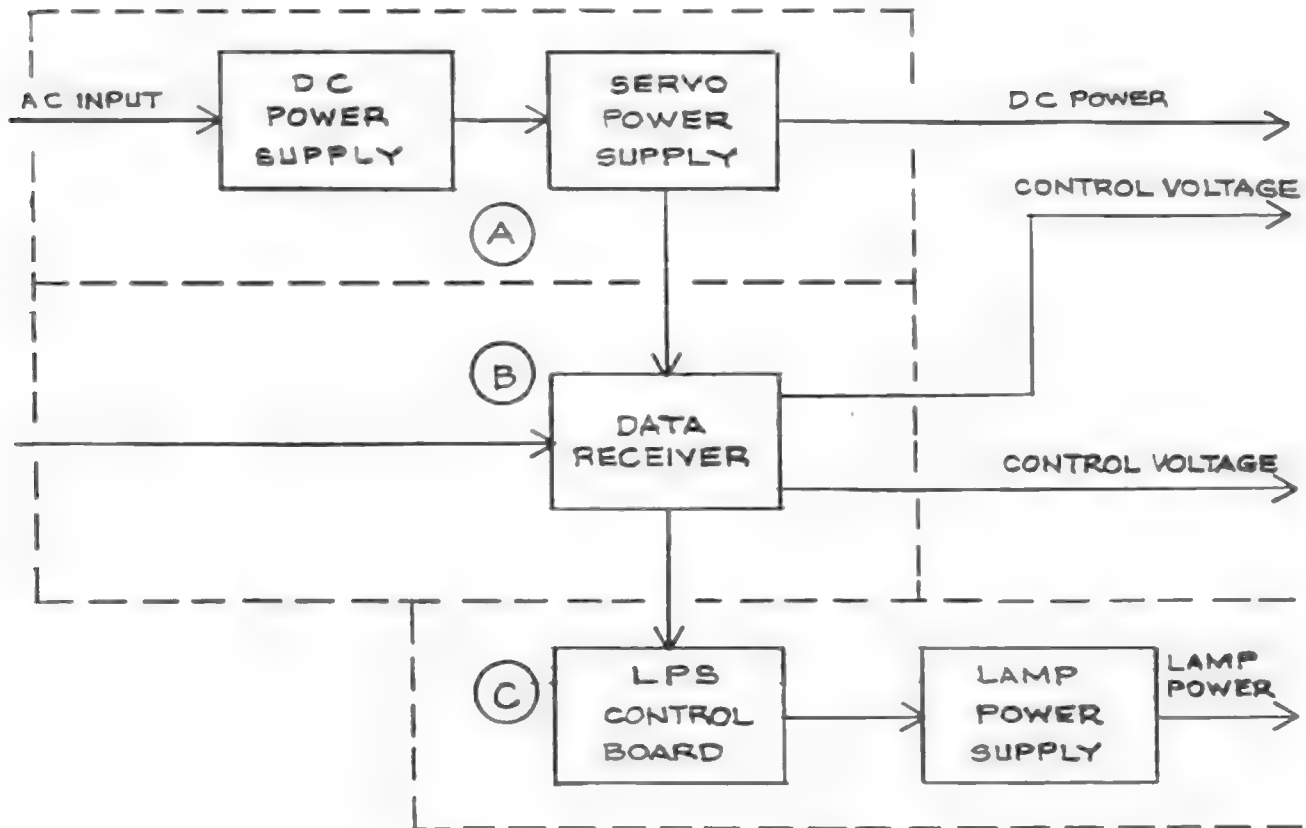 AC INPUT
DC
POWER
SUPPLY
SERVO
POWER
SUPPLY
DC POWER
CONTROL VOLTAGE
A
B
DATA
RECEIVER
CONTROL VOLTAGE
C
LPS
CONTROL
BOARD
LAMP
POWER
SUPPLY
LAMP
POWER